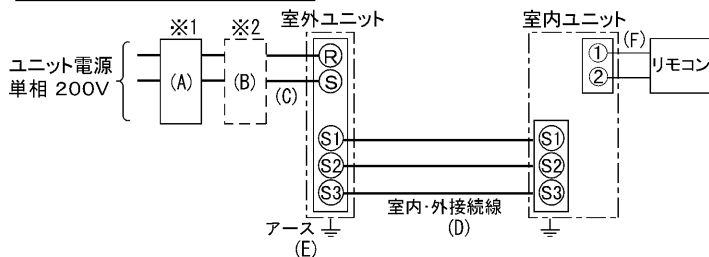 ※1
※2
室外ユニット
室内ユニット
ユニット電源
単相 200V
(A)
(B)
(C)
R
S
S1
S2
S3
室内・外接続線
(D)
アース
(E)
S1
S2
S3
①
②
(F)
リモコン